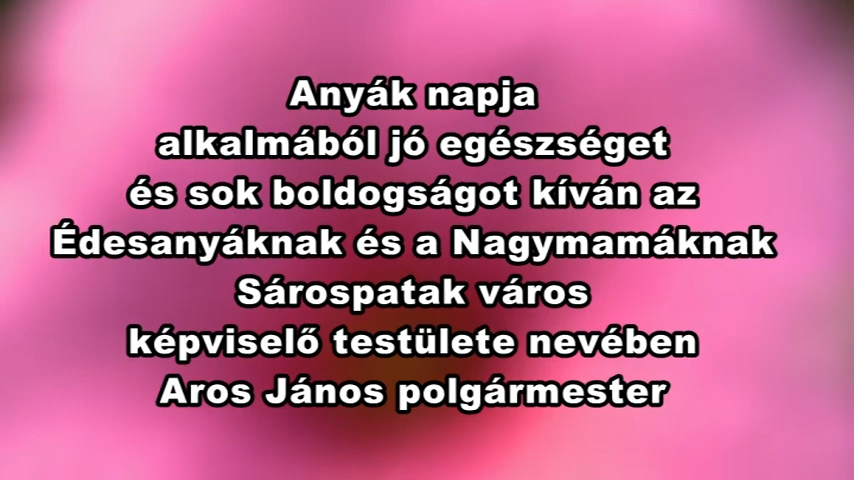 Anyák napja
alkalmából jó egészséget
és sok boldogságot kíván az
Édesanyáknak és a Nagymamáknak
Sárospatak város
képviselő testülete nevében
Aros János polgármester